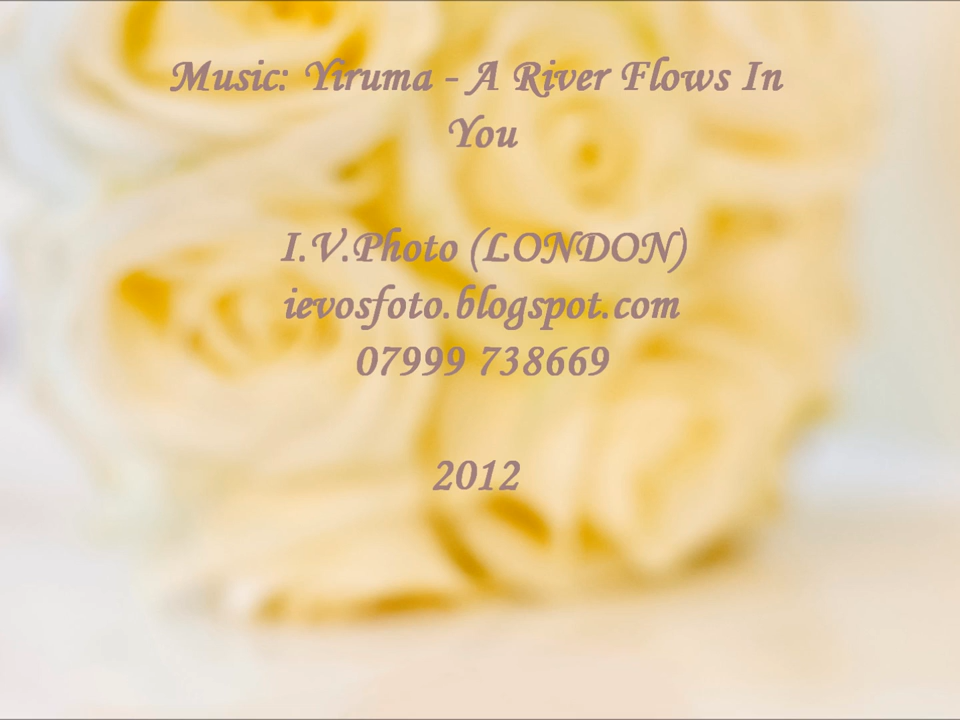 Music: Yiruma - A River Flows In
You
I.V.Photo (LONDON)
ievosfoto.blogspot.com
07999 738669
2012